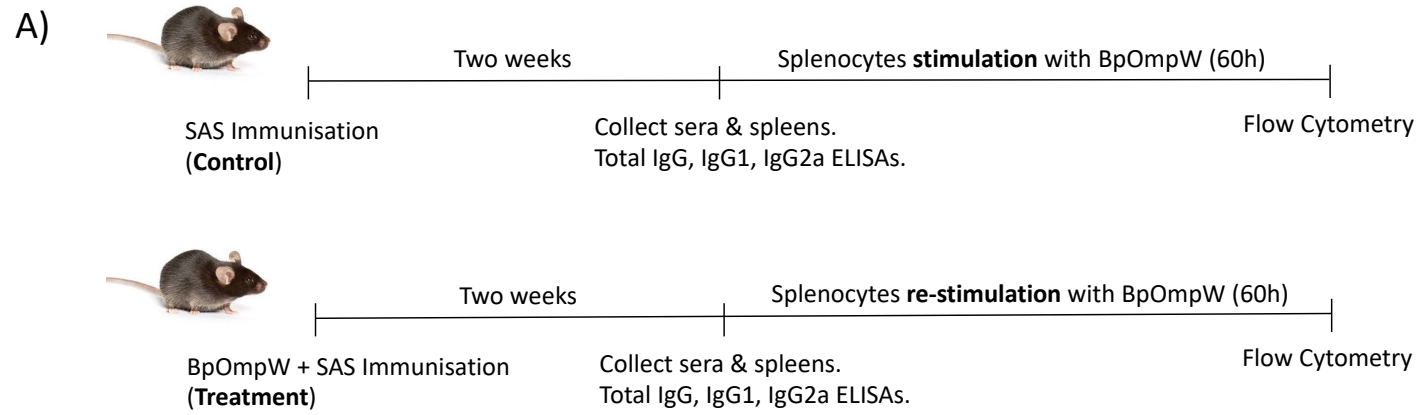 A)
Two weeks
Splenocytes stimulation with BpOmpW (60h)
SAS Immunisation
(Control)
Collect sera & spleens.
Total IgG, IgG1, IgG2a ELISAs.
Flow Cytometry
Two weeks
Splenocytes re-stimulation with BpOmpW (60h)
BpOmpW + SAS Immunisation
(Treatment)
Collect sera & spleens.
Total IgG, IgG1, IgG2a ELISAs.
Flow Cytometry